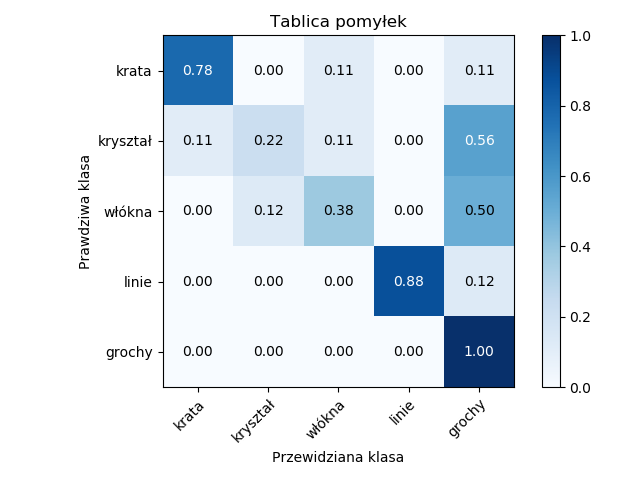 Tablica pomyłek
krata 0.78 0.00 0.11 0.00 0.11
kryształ 0.11 0.22 0.11 0.00 0.56
włókna 0.00 0.12 0.38 0.00 0.50
linie 0.00 0.00 0.00 0.88 0.12
grochy 0.00 0.00 0.00 0.00 1.00
krata kryształ włókna linie grochy
Przewidziana klasa
Prawdziwa klasa
1.0
0.8
0.6
0.4
0.2
0.0